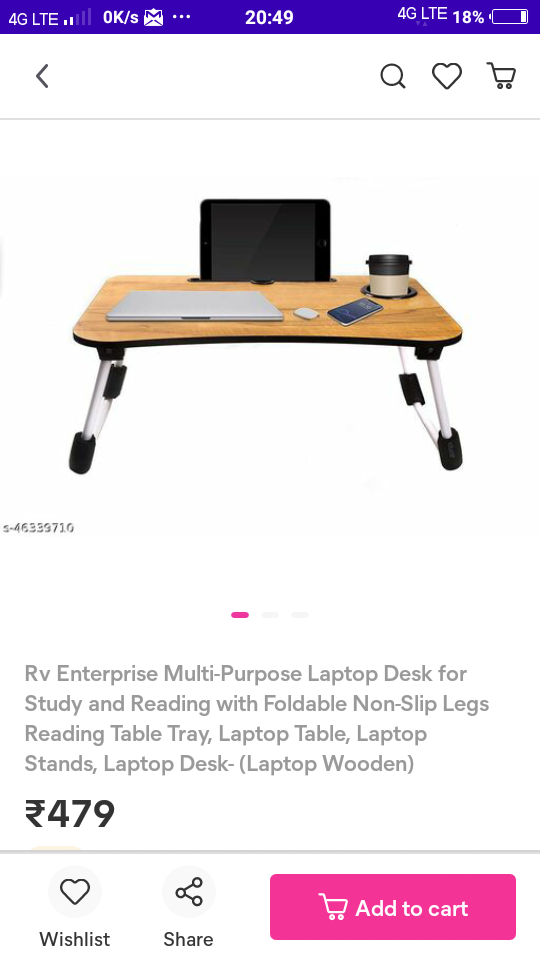 4G LTE 0K/s ... 20:49 4G LTE 18%
s-46339710
Rv Enterprise Multi-Purpose Laptop Desk for
Study and Reading with Foldable Non-Slip Legs
Reading Table Tray, Laptop Table, Laptop
Stands, Laptop Desk- (Laptop Wooden)
₹479
Add to cart
Wishlist
Share